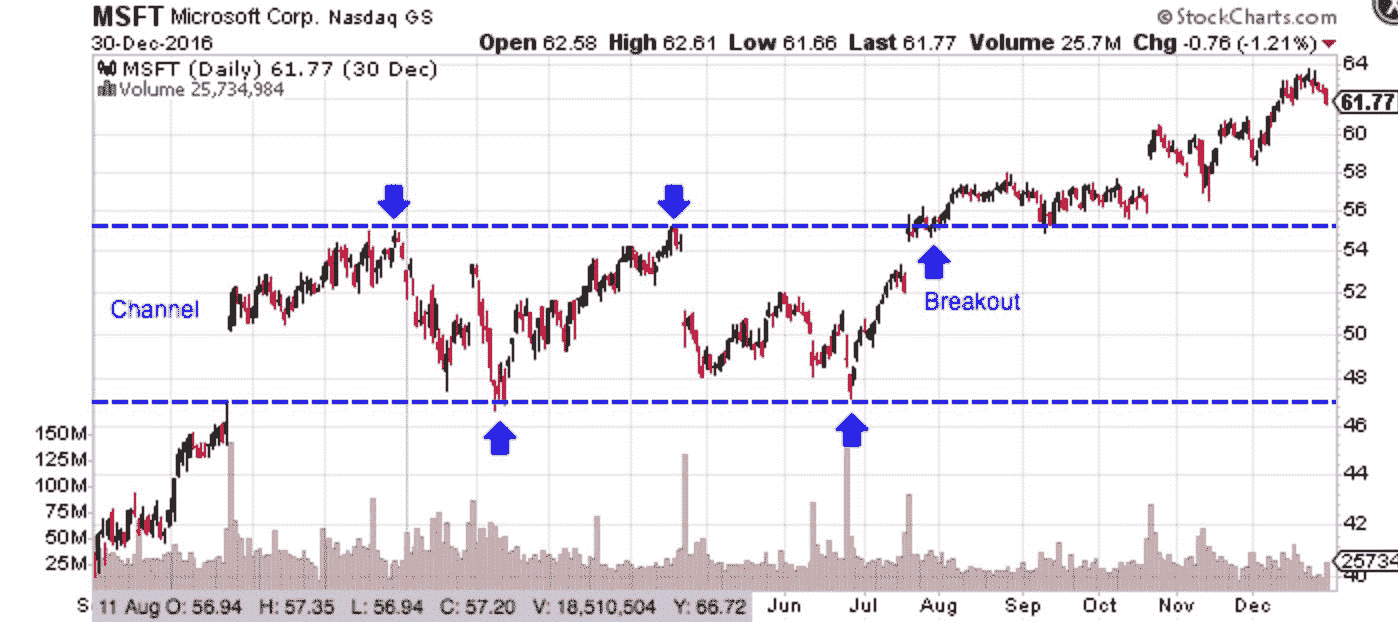 MSFT Microsoft Corp. Nasdaq GS
© StockCharts.com
30-Dec-2016
Open 62.58 High 62.61 Low 61.66 Last 61.77 Volume 25.7M Chg -0.76 (-1.21%)
MSFT (Daily) 61.77 (30 Dec)
Volume 25,734,984
64
61.77
60
58
56
54
52
50
48
46
44
42
40
Channel
Breakout
150M
125M
100M
75M
50M
25M
25734
S
11 Aug O: 56.94 H: 57.35 L: 56.94 C: 57.20 V: 18,510,504 Y: 66.72
Jun Jul Aug Sep Oct Nov Dec